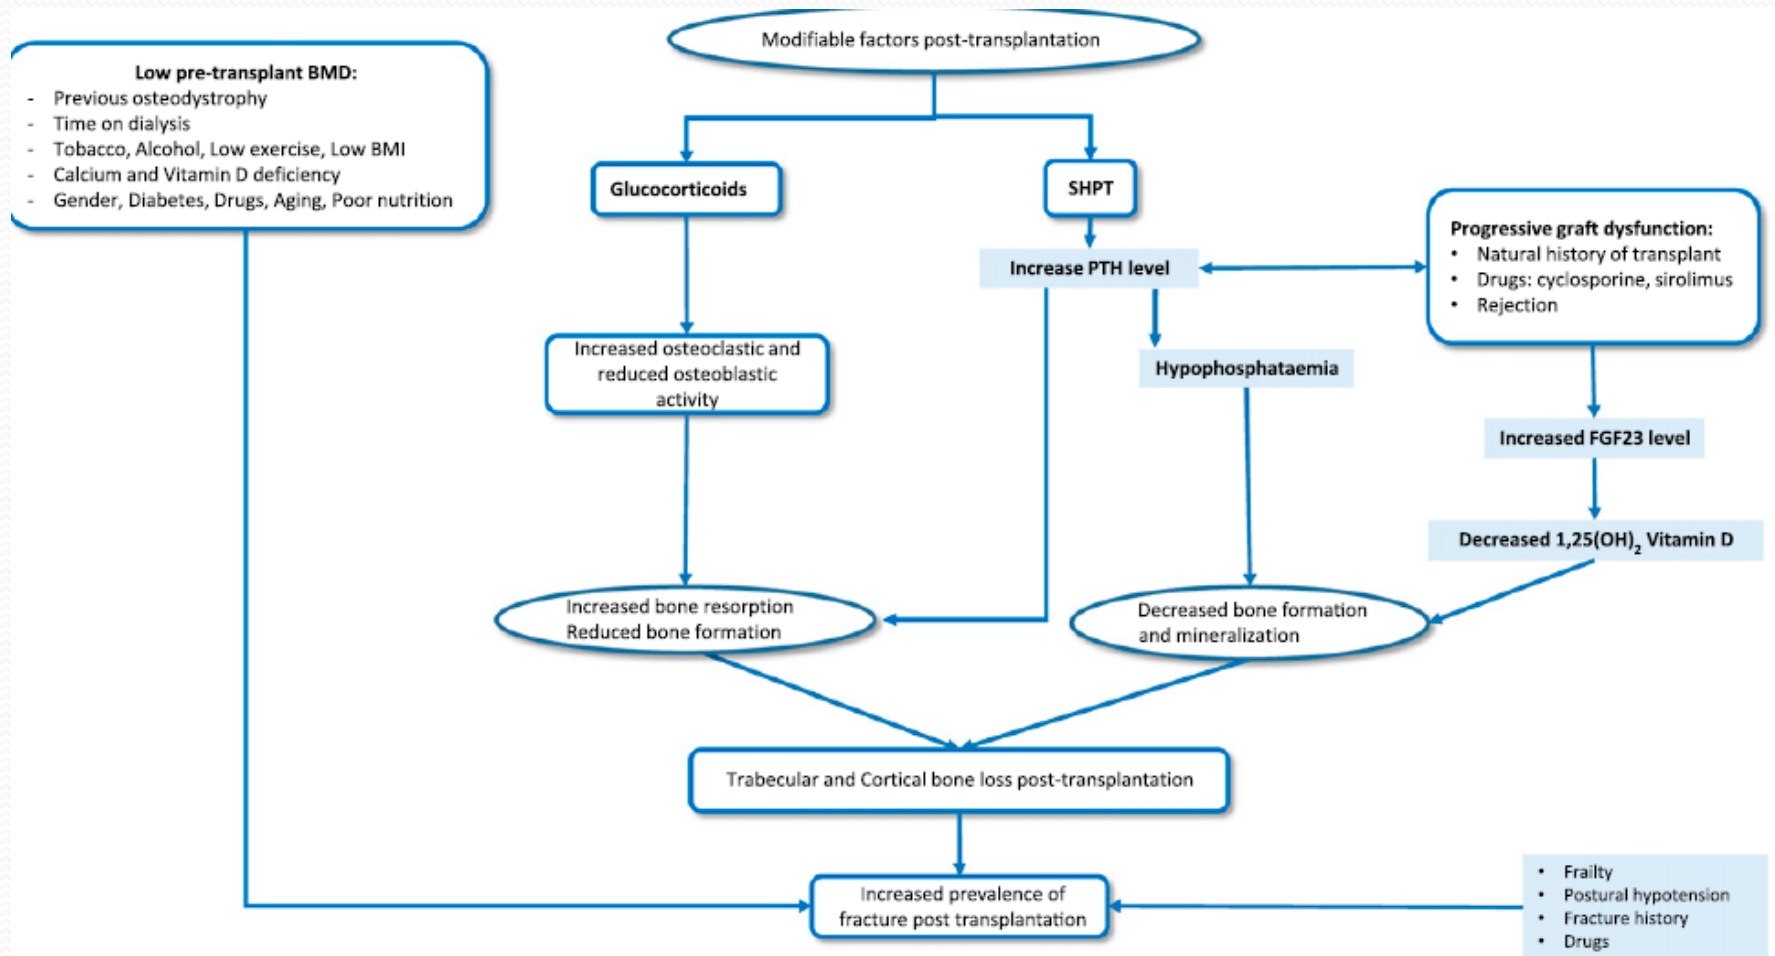 Modifiable factors post-transplantation
Low pre-transplant BMD:
- Previous osteodystrophy
- Time on dialysis
- Tobacco, Alcohol, Low exercise, Low BMI
- Calcium and Vitamin D deficiency
- Gender, Diabetes, Drugs, Aging, Poor nutrition
Glucocorticoids
SHPT
Increase PTH level
Progressive graft dysfunction:
• Natural history of transplant
• Drugs: cyclosporine, sirolimus
• Rejection
Increased osteoclastic and
reduced osteoblastic
activity
Hypophosphataemia
Increased FGF23 level
Decreased 1,25(OH)₂ Vitamin D
Increased bone resorption
Reduced bone formation
Decreased bone formation
and mineralization
Trabecular and Cortical bone loss post-transplantation
Increased prevalence of
fracture post transplantation
• Frailty
• Postural hypotension
• Fracture history
• Drugs